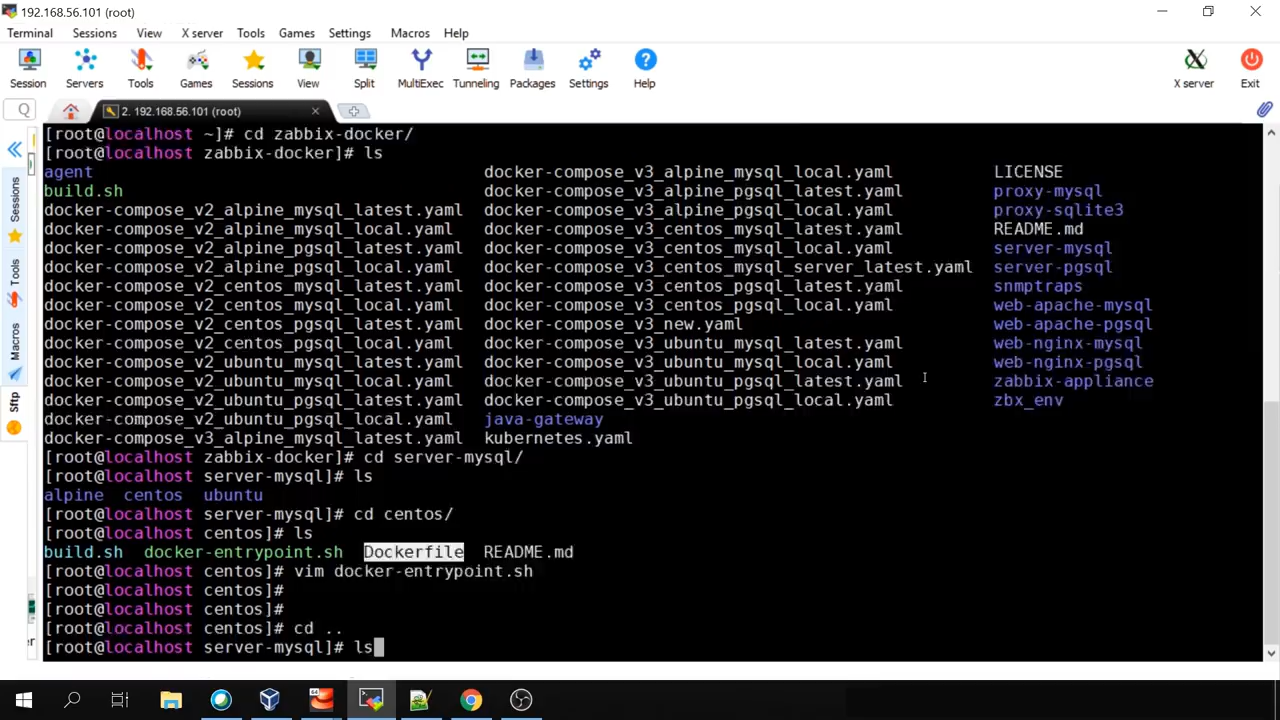 192.168.56.101 (root)
Terminal Sessions View X server Tools Games Settings Macros Help
Session Servers Tools Games Sessions View Split MultiExec Tunneling Packages Settings Help X server Exit
2. 192.168.56.101 (root)
Sessions
Tools
Macros
Sftp
[root@localhost ~]# cd zabbix-docker/
[root@localhost zabbix-docker]# ls
agent docker-compose_v3_alpine_mysql_local.yaml LICENSE
build.sh docker-compose_v3_alpine_pgsql_latest.yaml proxy-mysql
docker-compose_v2_alpine_mysql_latest.yaml docker-compose_v3_alpine_pgsql_local.yaml proxy-sqlite3
docker-compose_v2_alpine_mysql_local.yaml docker-compose_v3_centos_mysql_latest.yaml README.md
docker-compose_v2_alpine_pgsql_latest.yaml docker-compose_v3_centos_mysql_local.yaml server-mysql
docker-compose_v2_alpine_pgsql_local.yaml docker-compose_v3_centos_mysql_server_latest.yaml server-pgsql
docker-compose_v2_centos_mysql_latest.yaml docker-compose_v3_centos_pgsql_latest.yaml snmptraps
docker-compose_v2_centos_mysql_local.yaml docker-compose_v3_centos_pgsql_local.yaml web-apache-mysql
docker-compose_v2_centos_pgsql_latest.yaml docker-compose_v3_new.yaml web-apache-pgsql
docker-compose_v2_centos_pgsql_local.yaml docker-compose_v3_ubuntu_mysql_latest.yaml web-nginx-mysql
docker-compose_v2_ubuntu_mysql_latest.yaml docker-compose_v3_ubuntu_mysql_local.yaml web-nginx-pgsql
docker-compose_v2_ubuntu_mysql_local.yaml docker-compose_v3_ubuntu_pgsql_latest.yaml zabbix-appliance
docker-compose_v2_ubuntu_pgsql_latest.yaml docker-compose_v3_ubuntu_pgsql_local.yaml zbx_env
docker-compose_v2_ubuntu_pgsql_local.yaml java-gateway
docker-compose_v3_alpine_mysql_latest.yaml kubernetes.yaml
[root@localhost zabbix-docker]# cd server-mysql/
[root@localhost server-mysql]# ls
alpine centos ubuntu
[root@localhost server-mysql]# cd centos/
[root@localhost centos]# ls
build.sh docker-entrypoint.sh Dockerfile README.md
[root@localhost centos]# vim docker-entrypoint.sh
[root@localhost centos]#
[root@localhost centos]#
[root@localhost centos]# cd ..
[root@localhost server-mysql]# ls